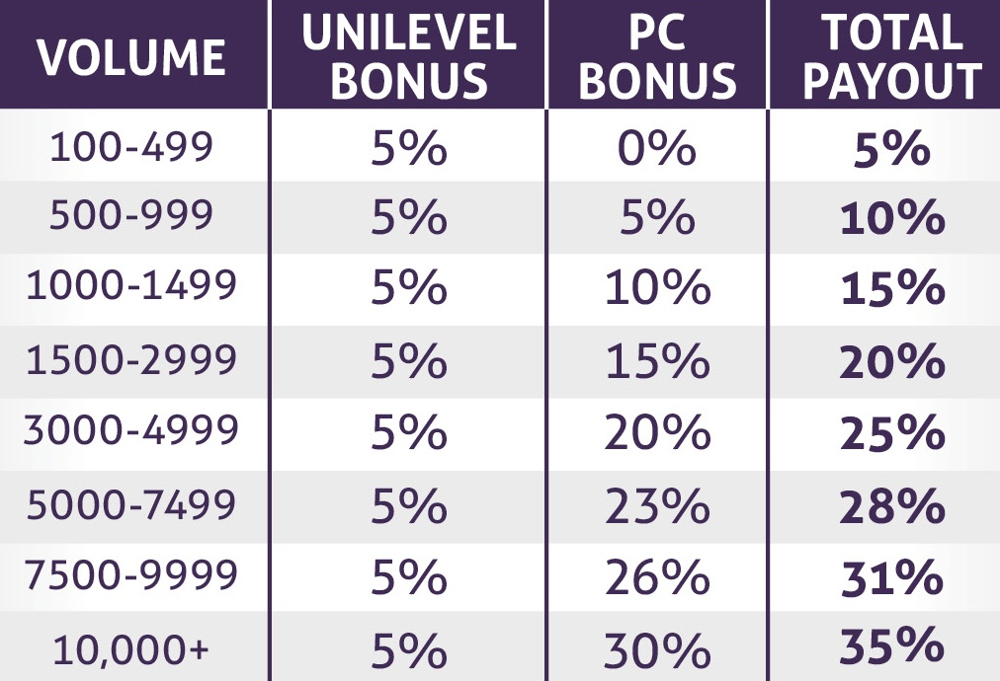 VOLUME UNILEVEL BONUS PC BONUS TOTAL PAYOUT
100-499 5% 0% 5%
500-999 5% 5% 10%
1000-1499 5% 10% 15%
1500-2999 5% 15% 20%
3000-4999 5% 20% 25%
5000-7499 5% 23% 28%
7500-9999 5% 26% 31%
10,000+ 5% 30% 35%